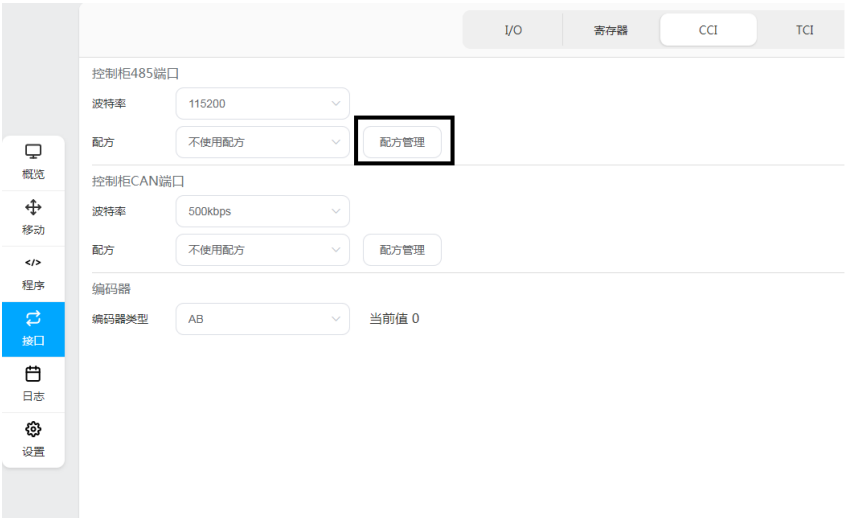 I/O 寄存器 CCI TCI
控制柜485端口
波特率 115200
配方 不使用配方 配方管理
控制柜CAN端口
波特率 500kbps
配方 不使用配方 配方管理
编码器
编码器类型 AB 当前值 0
概览
移动
程序
接口
日志
设置